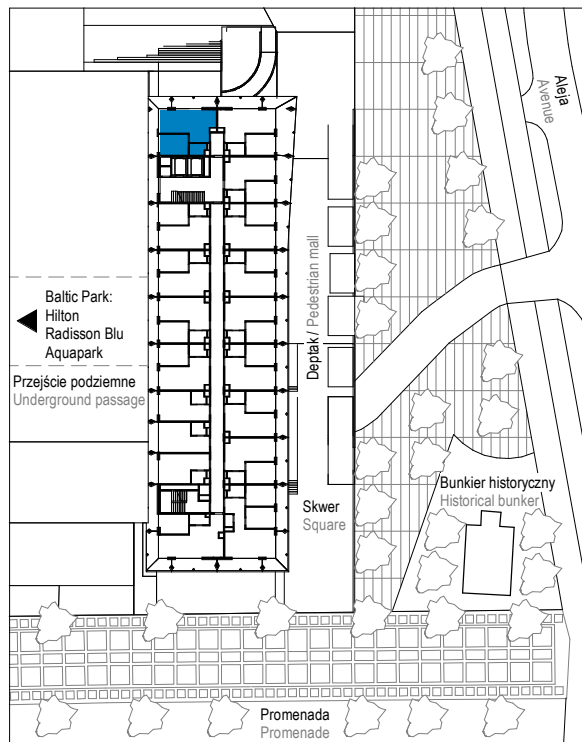 Aleja
Avenue
Baltic Park:
Hilton
Radisson Blu
Aquapark
Przejście podziemne
Underground passage
Deptak / Pedestrian mall
Skwer
Square
Bunkier historyczny
Historical bunker
Promenada
Promenade